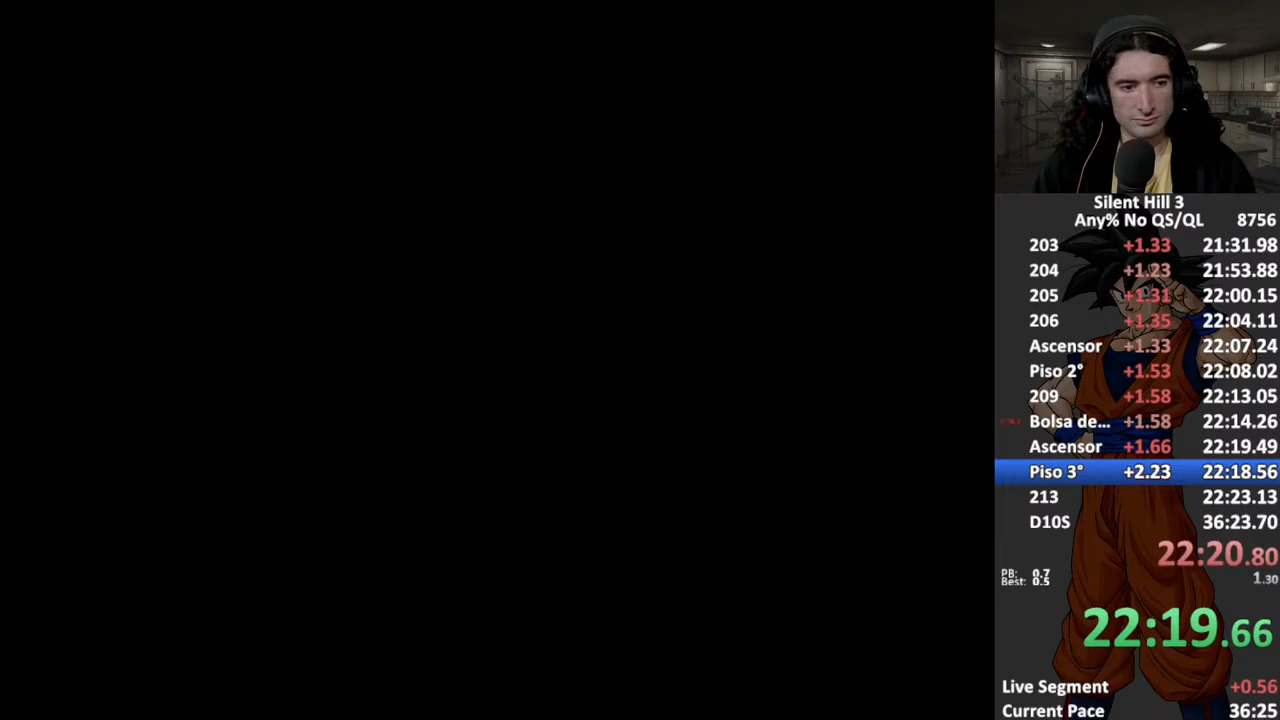 Silent Hill 3
Any% No QS/QL 8756
203 +1.33 21:31.98
204 +1.23 21:53.88
205 +1.31 22:00.15
206 +1.35 22:04.11
Ascensor +1.33 22:07.24
Piso 2° +1.53 22:08.02
209 +1.58 22:13.05
Bolsa de... +1.58 22:14.26
Ascensor +1.66 22:19.49
Piso 3° +2.23 22:18.56
213 22:23.13
D10S 36:23.70
22:20.80
PB: 0.7 1.30
Best: 0.5
22:19.66
Live Segment +0.56
Current Pace 36:25